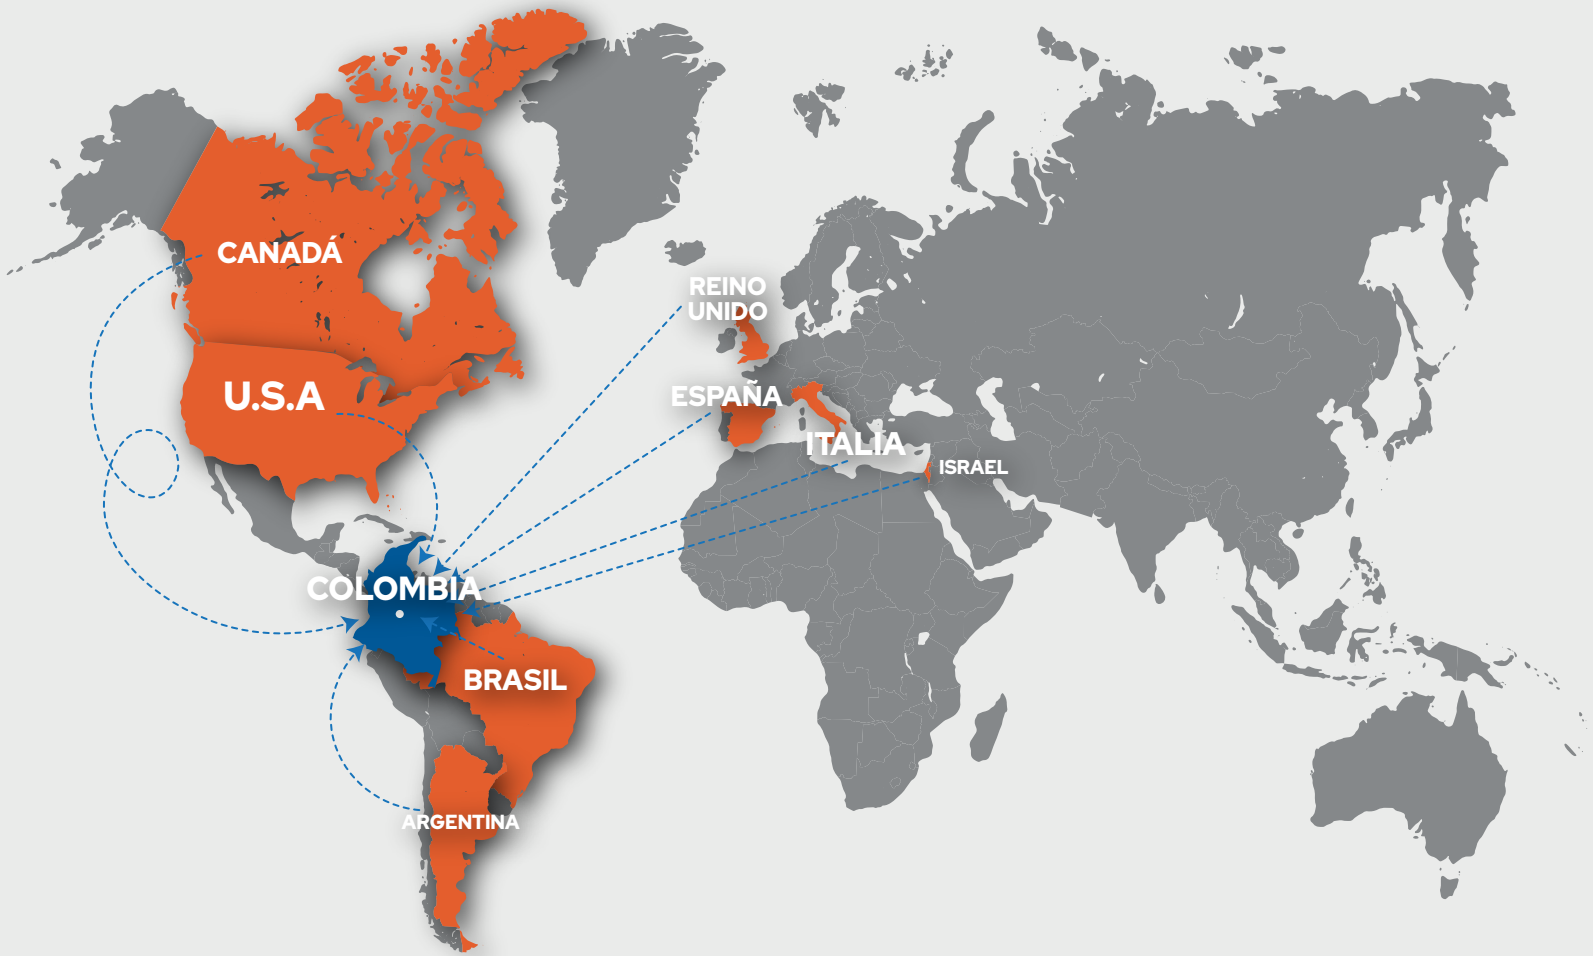 CANADÁ
REINO
UNIDO
U.S.A
ESPAÑA
ITALIA
ISRAEL
COLOMBIA
BRASIL
ARGENTINA